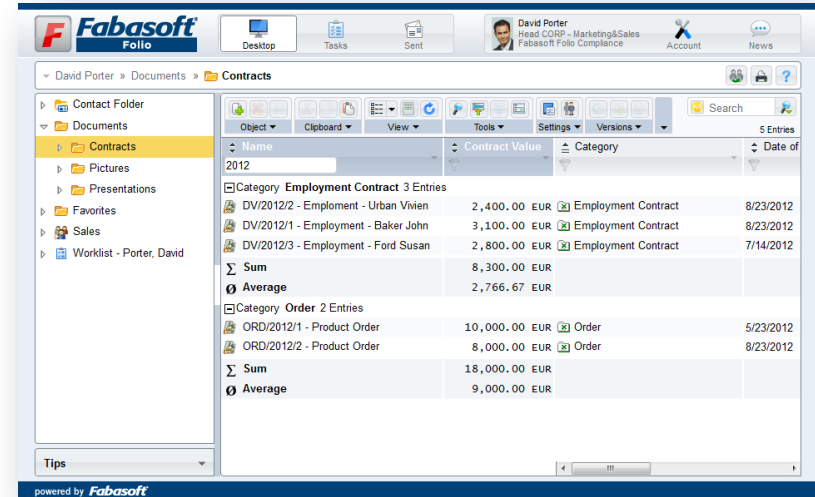 Fabasoft
Folio
Desktop
Tasks
Sent
David Porter
Head CORP - Marketing&Sales
Fabasoft Folio Compliance
Account
News
David Porter » Documents » Contracts
Contact Folder
Documents
Contracts
Pictures
Presentations
Favorites
Sales
Worklist - Porter, David
Object Clipboard View Tools Settings Versions
Search
5 Entries
Name Contract Value Category Date of
2012
Category Employment Contract 3 Entries
DV/2012/2 - Emploment - Urban Vivien 2,400.00 EUR Employment Contract 8/23/2012
DV/2012/1 - Employment - Baker John 3,100.00 EUR Employment Contract 8/23/2012
DV/2012/3 - Employment - Ford Susan 2,800.00 EUR Employment Contract 7/14/2012
Σ Sum 8,300.00 EUR
Ø Average 2,766.67 EUR
Category Order 2 Entries
ORD/2012/1 - Product Order 10,000.00 EUR Order 5/23/2012
ORD/2012/2 - Product Order 8,000.00 EUR Order 8/23/2012
Σ Sum 18,000.00 EUR
Ø Average 9,000.00 EUR
Tips
powered by Fabasoft